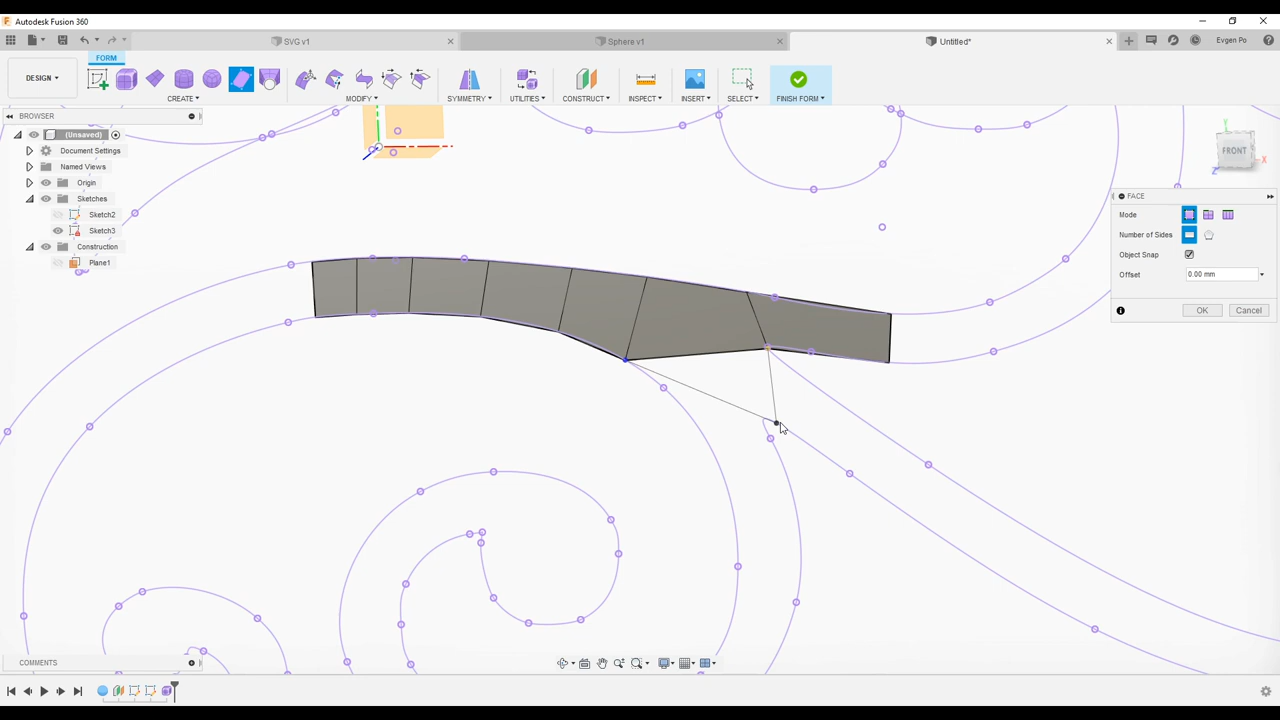 Autodesk Fusion 360
SVG v1
Sphere v1
Untitled*
Evgen Po
FORM
DESIGN
CREATE
MODIFY
SYMMETRY
UTILITIES
CONSTRUCT
INSPECT
INSERT
SELECT
FINISH FORM
BROWSER
(Unsaved)
Document Settings
Named Views
Origin
Sketches
Sketch2
Sketch3
Construction
Plane1
Y
FRONT
X
Z
FACE
Mode
Number of Sides
Object Snap
Offset
0.00 mm
OK
Cancel
COMMENTS